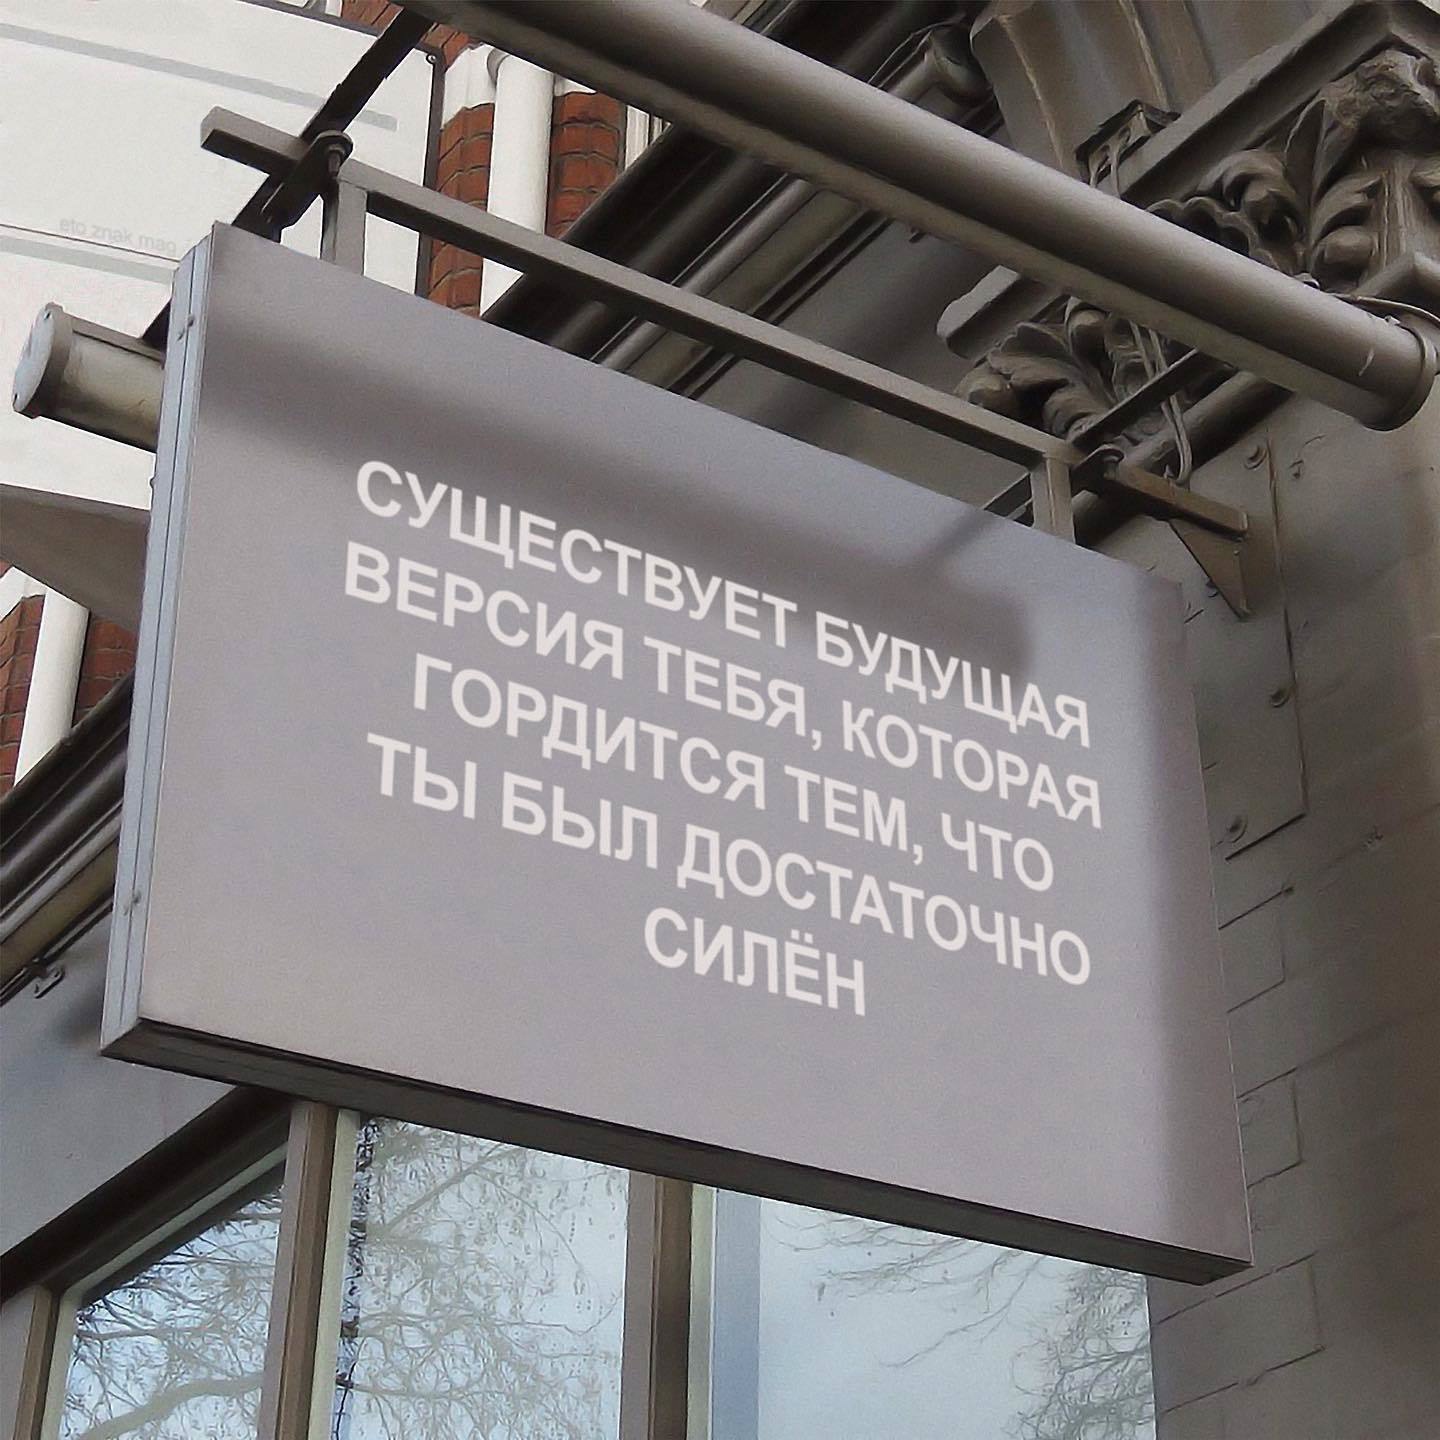 eto znak mag
СУЩЕСТВУЕТ БУДУЩАЯ
ВЕРСИЯ ТЕБЯ, КОТОРАЯ
ГОРДИТСЯ ТЕМ, ЧТО
ТЫ БЫЛ ДОСТАТОЧНО
СИЛЁН